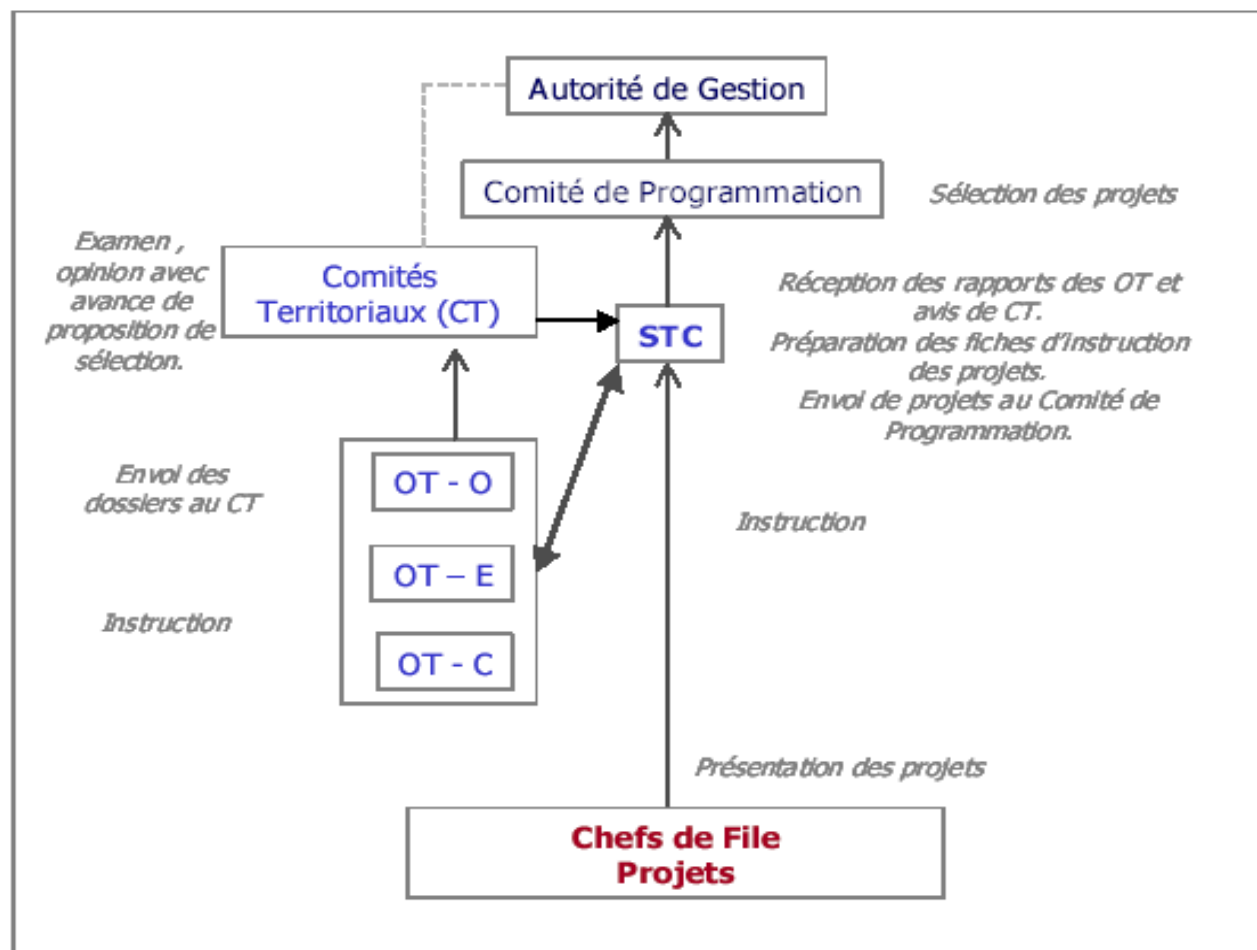 Autorité de Gestion
Comité de Programmation
Sélection des projets
Examen ,
opinion avec
avance de
proposition de
sélection.
Comités
Territoriaux (CT)
STC
Réception des rapports des OT et
avis de CT.
Préparation des fiches d'instruction
des projets.
Envoi de projets au Comité de
Programmation.
Envoi des
dossiers au CT
OT - O
Instruction
OT – E
Instruction
OT - C
Présentation des projets
Chefs de File
Projets